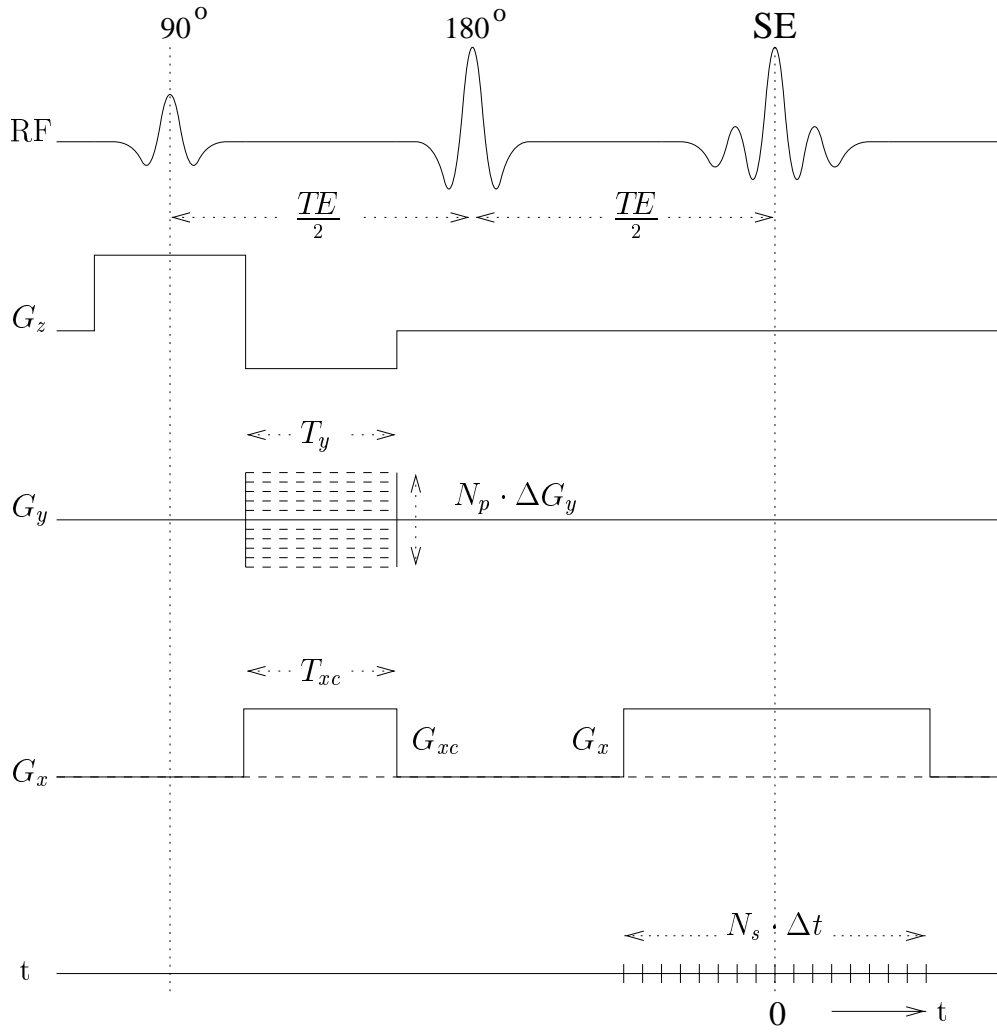 90° 180° SE
RF
TE/2 TE/2
G_z
T_y
G_y N_p · ΔG_y
T_xc
G_xc G_x
G_x
N_s · Δt
t
0 t